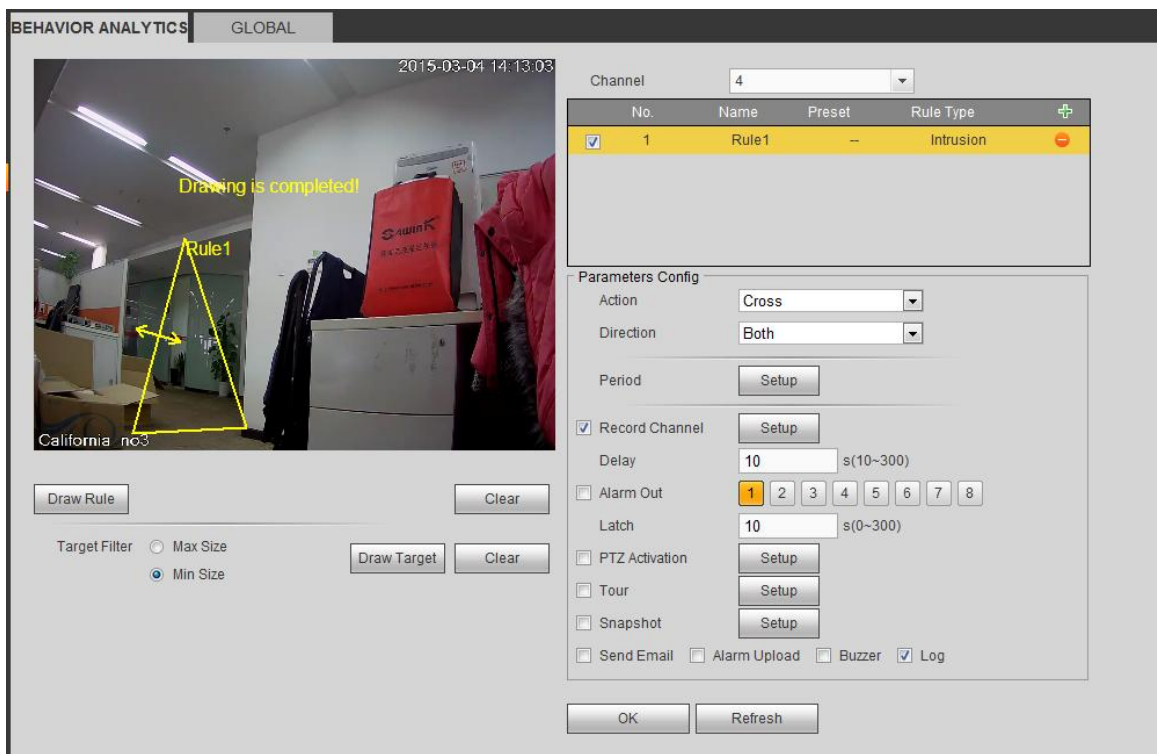 BEHAVIOR ANALYTICS GLOBAL
2015-03-04 14:13:03
Drawing is completed!
SAWINK
Rule1
California no3
Draw Rule Clear
Target Filter Max Size
Min Size
Draw Target Clear
Channel 4
No. Name Preset Rule Type
1 Rule1 -- Intrusion
Parameters Config
Action Cross
Direction Both
Period Setup
Record Channel Setup
Delay 10 s(10~300)
Alarm Out 1 2 3 4 5 6 7 8
Latch 10 s(0~300)
PTZ Activation Setup
Tour Setup
Snapshot Setup
Send Email Alarm Upload Buzzer Log
OK Refresh